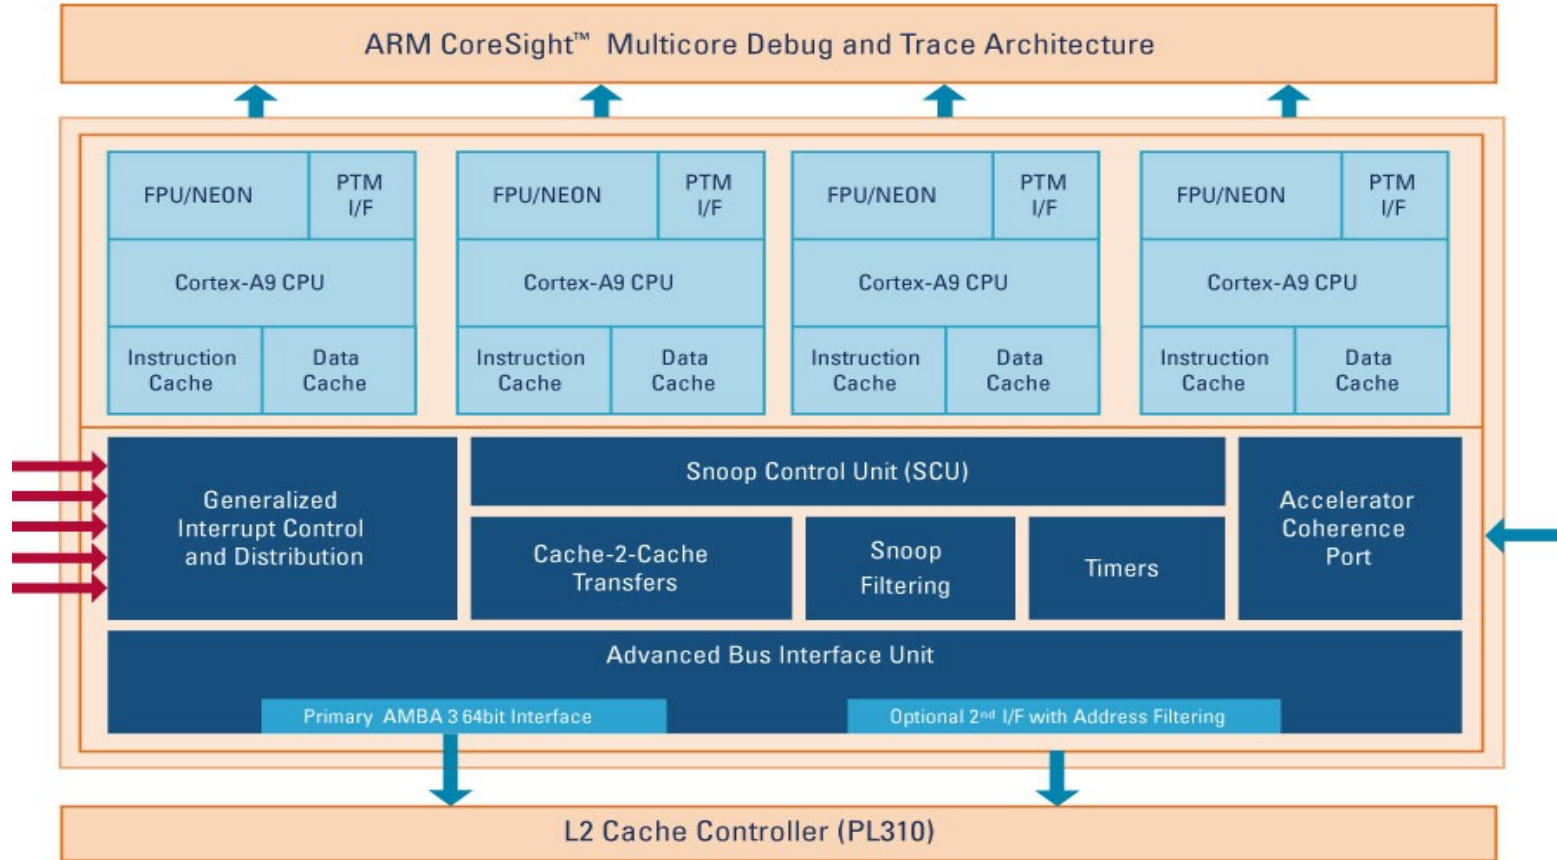 ARM CoreSight™ Multicore Debug and Trace Architecture
FPU/NEON
PTM
I/F
Cortex-A9 CPU
Instruction
Cache
Data
Cache
FPU/NEON
PTM
I/F
Cortex-A9 CPU
Instruction
Cache
Data
Cache
FPU/NEON
PTM
I/F
Cortex-A9 CPU
Instruction
Cache
Data
Cache
FPU/NEON
PTM
I/F
Cortex-A9 CPU
Instruction
Cache
Data
Cache
Generalized
Interrupt Control
and Distribution
Snoop Control Unit (SCU)
Cache-2-Cache
Transfers
Snoop
Filtering
Timers
Accelerator
Coherence
Port
Advanced Bus Interface Unit
Primary AMBA 3 64bit Interface
Optional 2nd I/F with Address Filtering
L2 Cache Controller (PL310)